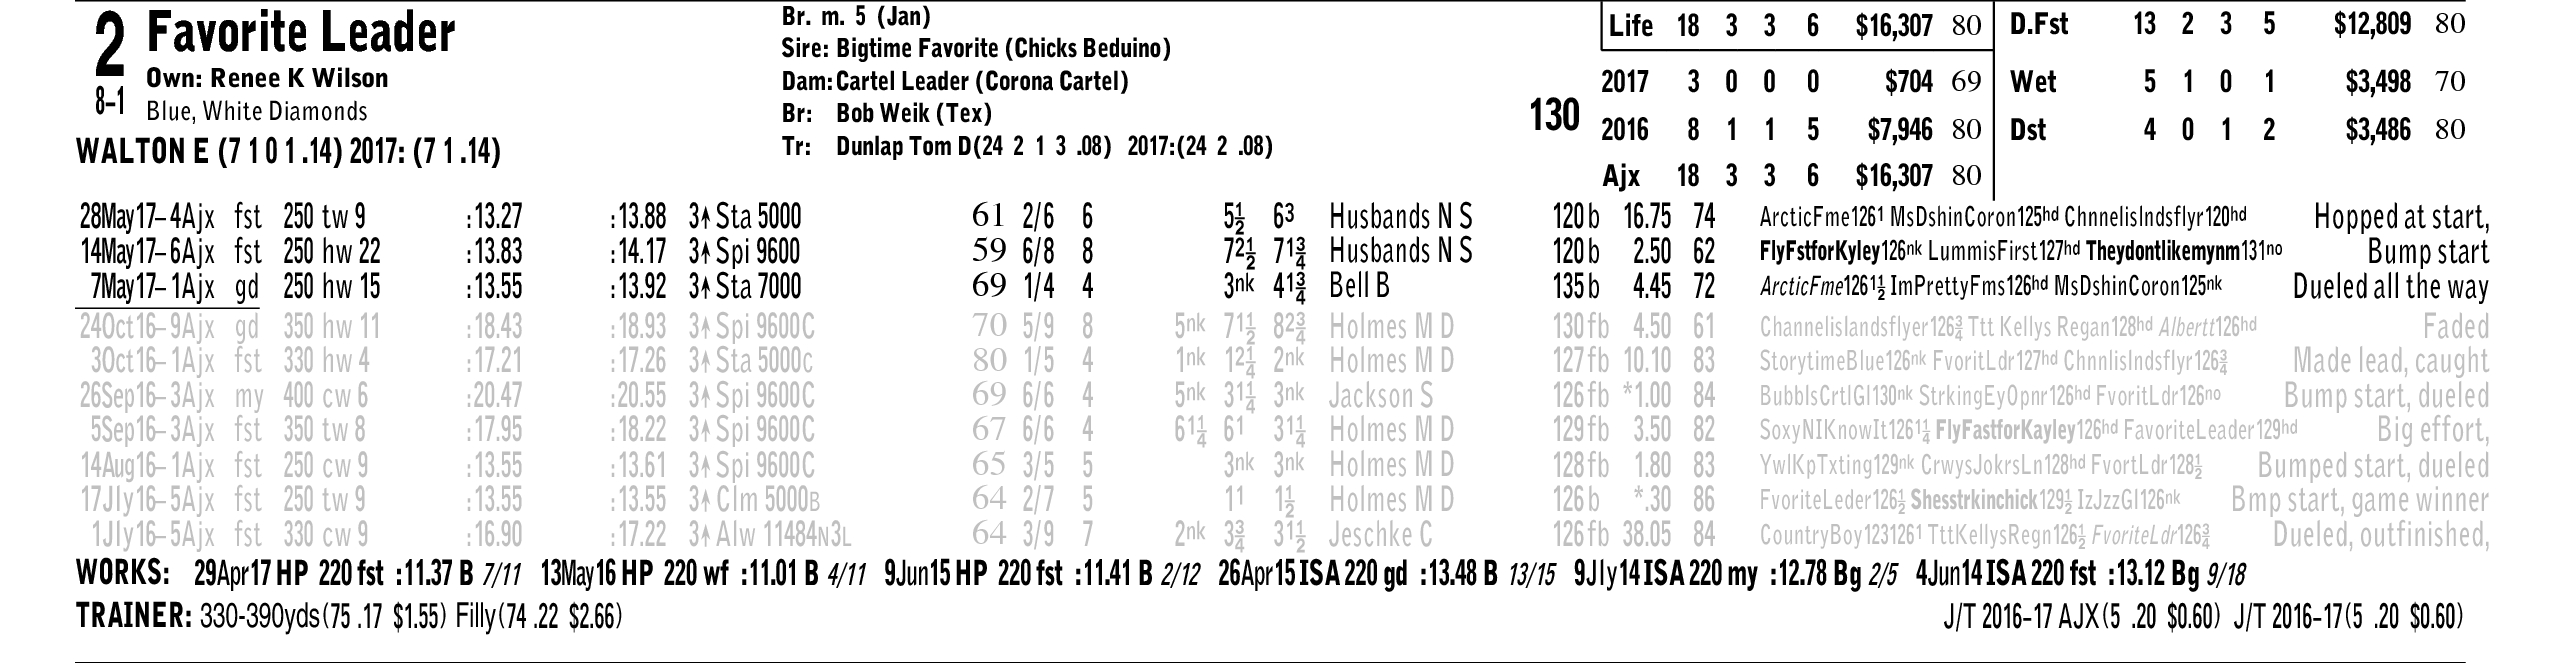 2 Favorite Leader
Own: Renee K Wilson
8–1 Blue, White Diamonds
WALTON E (7 1 0 1 .14) 2017: (7 1 .14)
Br. m. 5 (Jan)
Sire: Bigtime Favorite (Chicks Beduino)
Dam: Cartel Leader (Corona Cartel)
Br: Bob Weik (Tex)
Tr: Dunlap Tom D(24 2 1 3 .08) 2017:(24 2 .08)
130
Life 18 3 3 6 $16,307 80
2017 3 0 0 0 $704 69
2016 8 1 1 5 $7,946 80
Ajx 18 3 3 6 $16,307 80
D.Fst 13 2 3 5 $12,809 80
Wet 5 1 0 1 $3,498 70
Dst 4 0 1 2 $3,486 80
28May17–4Ajx fst 250 tw 9 :13.27 :13.88 3↑ Sta 5000 61 2/6 6 5½ 6³ Husbands N S 120 b 16.75 74 ArcticFme126¹ MsDshinCoron125hd ChnnelisIndsflyr120hd Hopped at start,
14May17–6Ajx fst 250 hw 22 :13.83 :14.17 3↑ Spi 9600 59 6/8 8 7²½ 7¹¾ Husbands N S 120 b 2.50 62 FlyFstforKyley126nk LummisFirst127hd Theydontlikemynm131no Bump start
7May17–1Ajx gd 250 hw 15 :13.55 :13.92 3↑ Sta 7000 69 1/4 4 3nk 4¹¾ Bell B 135 b 4.45 72 ArcticFme126¹½ ImPrettyFms126hd MsDshinCoron125nk Dueled all the way
24Oct16–9Ajx gd 350 hw 11 :18.43 :18.93 3↑ Spi 9600C 70 5/9 8 5nk 7¹½ 8²¾ Holmes M D 130 fb 4.50 61 Channelislandsflyer126¾ Ttt Kellys Regan128hd Albertt126hd Faded
3Oct16–1Ajx fst 330 hw 4 :17.21 :17.26 3↑ Sta 5000C 80 1/5 4 1nk 1²¼ 2nk Holmes M D 127 fb 10.10 83 StorytimeBlue126nk FvoritLdr127hd ChnnlisIndsflyr126¾ Made lead, caught
26Sep16–3Ajx my 400 cw 6 :20.47 :20.55 3↑ Spi 9600C 69 6/6 4 5nk 3¹¼ 3nk Jackson S 126 fb *1.00 84 BubblsCrtlGl130nk StrkingEyOpnr126hd FvoritLdr126no Bump start, dueled
5Sep16–3Ajx fst 350 tw 8 :17.95 :18.22 3↑ Spi 9600C 67 6/6 4 6¹¼ 6¹ 3¹¼ Holmes M D 129 fb 3.50 82 SoxyNIKnowIt126¹¼ FlyFastforKayley126hd FavoriteLeader129hd Big effort,
14Aug16–1Ajx fst 250 cw 9 :13.55 :13.61 3↑ Spi 9600C 65 3/5 5 3nk 3nk Holmes M D 128 fb 1.80 83 YwlKpTxting129nk CrwysJokrsLn128hd FvortLdr128½ Bumped start, dueled
17Jly16–5Ajx fst 250 tw 9 :13.55 :13.55 3↑ Clm 5000B 64 2/7 5 1¹ 1½ Holmes M D 126 b *.30 86 FvoriteLeder126½ Shesstrkinchick129½ IzJzzGl126nk Bmp start, game winner
1Jly16–5Ajx fst 330 cw 9 :16.90 :17.22 3↑ Alw 11484N3L 64 3/9 7 2nk 3¾ 3¹½ Jeschke C 126 fb 38.05 84 CountryBoy123126¹ TttKellysRegn126½ FvoriteLdr126¾ Dueled, outfinished,
WORKS: 29Apr17 HP 220 fst :11.37 B 7/11 13May16 HP 220 wf :11.01 B 4/11 9Jun15 HP 220 fst :11.41 B 2/12 26Apr15 ISA 220 gd :13.48 B 13/15 9Jly14 ISA 220 my :12.78 Bg 2/5 4Jun14 ISA 220 fst :13.12 Bg 9/18
TRAINER: 330-390yds(75 .17 $1.55) Filly(74 .22 $2.66) J/T 2016–17 AJX(5 .20 $0.60) J/T 2016–17(5 .20 $0.60)